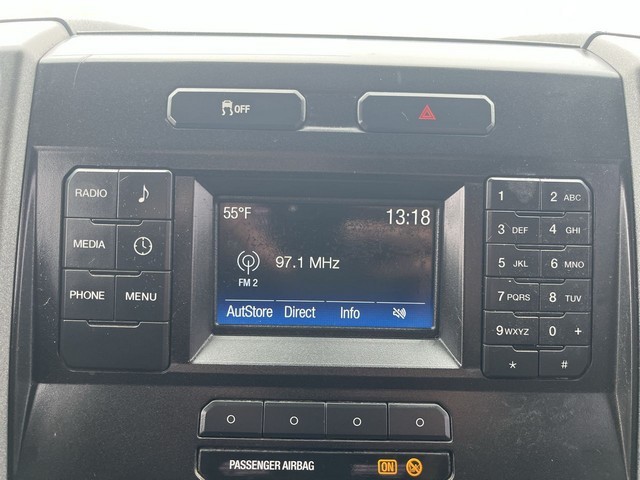 OFF
RADIO
MEDIA
PHONE MENU
55°F 13:18
97.1 MHz
FM 2
AutStore Direct Info
1 2 ABC
3 DEF 4 GHI
5 JKL 6 MNO
7 PQRS 8 TUV
9 WXYZ 0 +
* #
PASSENGER AIRBAG ON